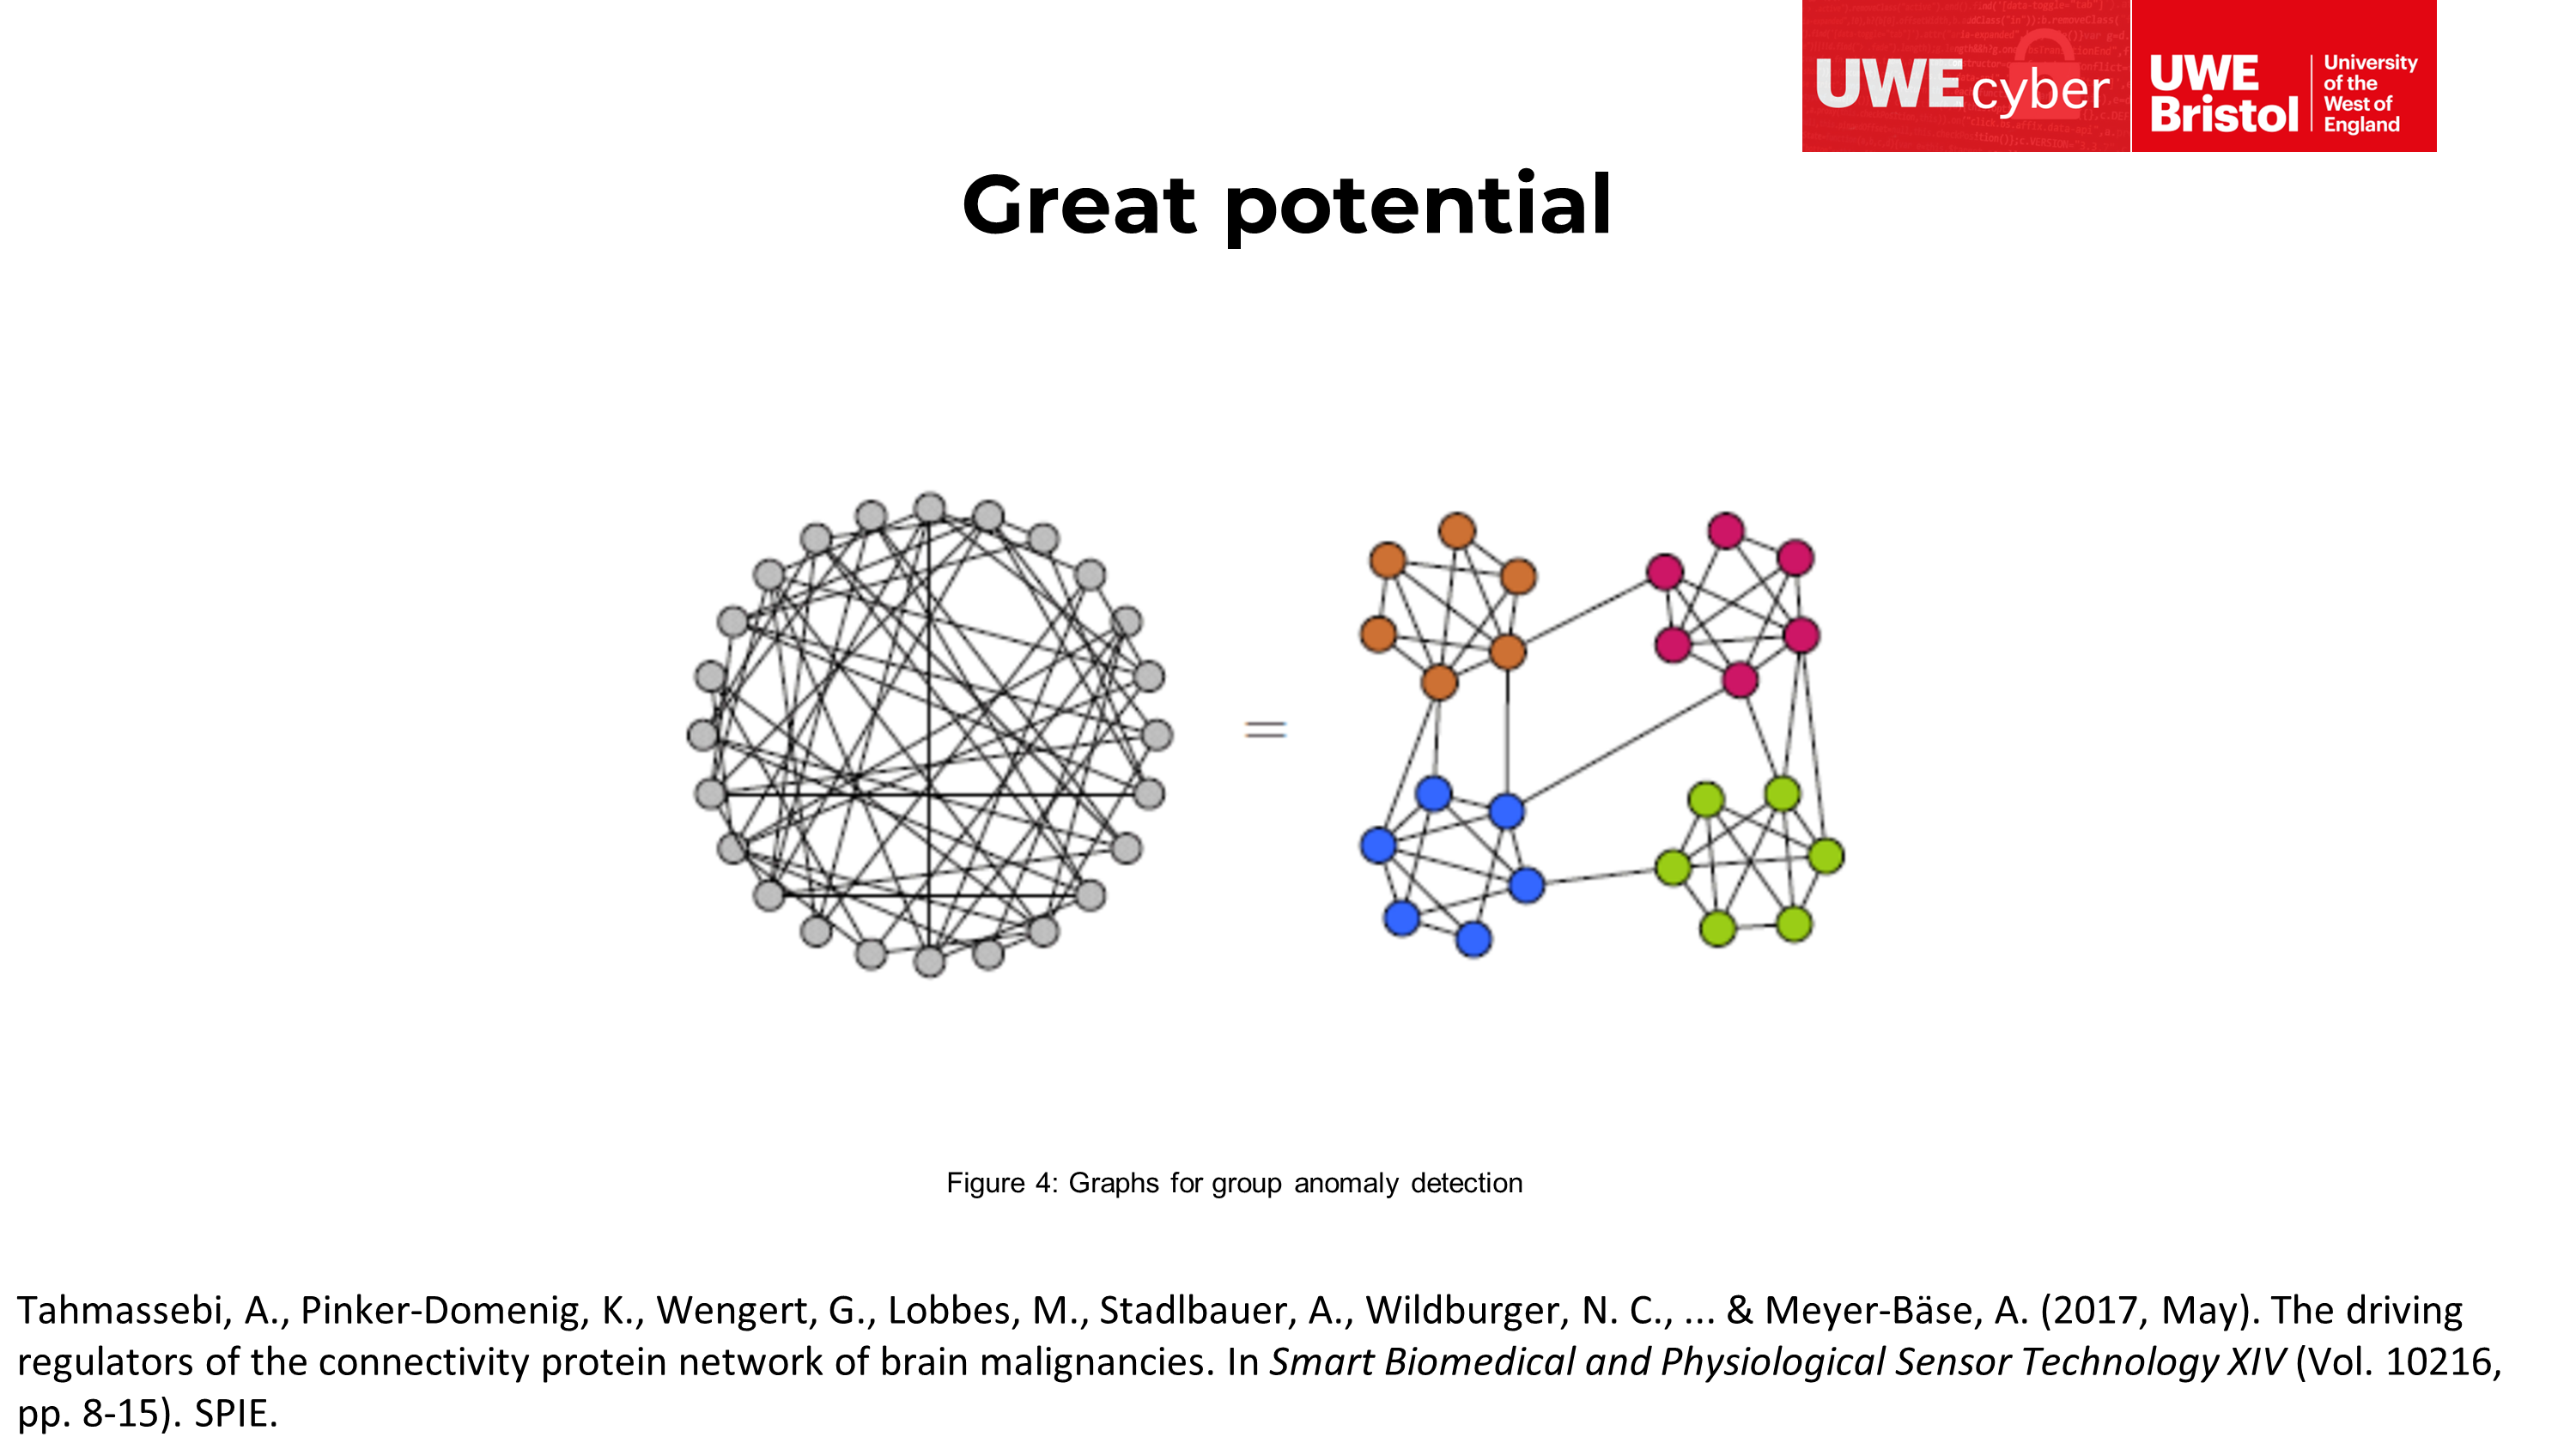 UWE cyber
UWE
Bristol
University
of the
West of
England
Great potential
=
Figure 4: Graphs for group anomaly detection
Tahmassebi, A., Pinker-Domenig, K., Wengert, G., Lobbes, M., Stadlbauer, A., Wildburger, N. C., ... & Meyer-Bäse, A. (2017, May). The driving
regulators of the connectivity protein network of brain malignancies. In Smart Biomedical and Physiological Sensor Technology XIV (Vol. 10216,
pp. 8-15). SPIE.